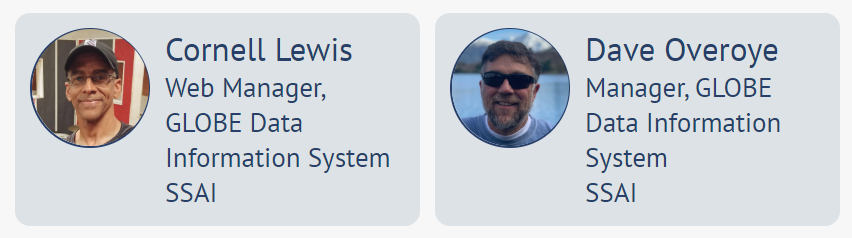 Cornell Lewis
Web Manager,
GLOBE Data
Information System
SSAI
Dave Overoye
Manager, GLOBE
Data Information
System
SSAI